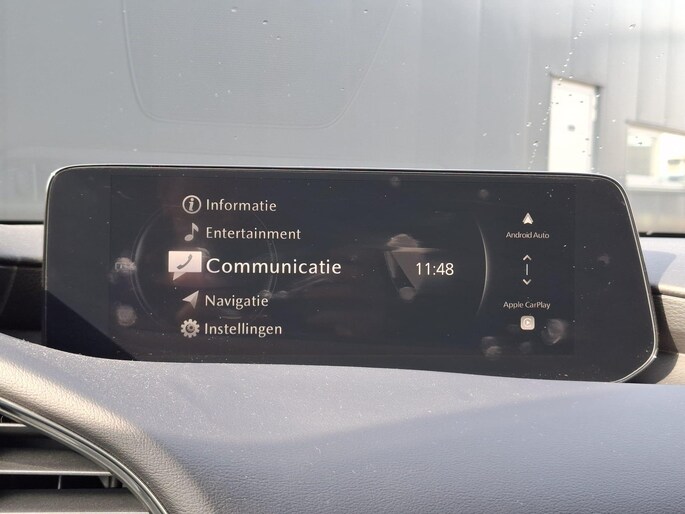 Informatie
Entertainment
Communicatie
Navigatie
Instellingen
11:48
Android Auto
Apple CarPlay